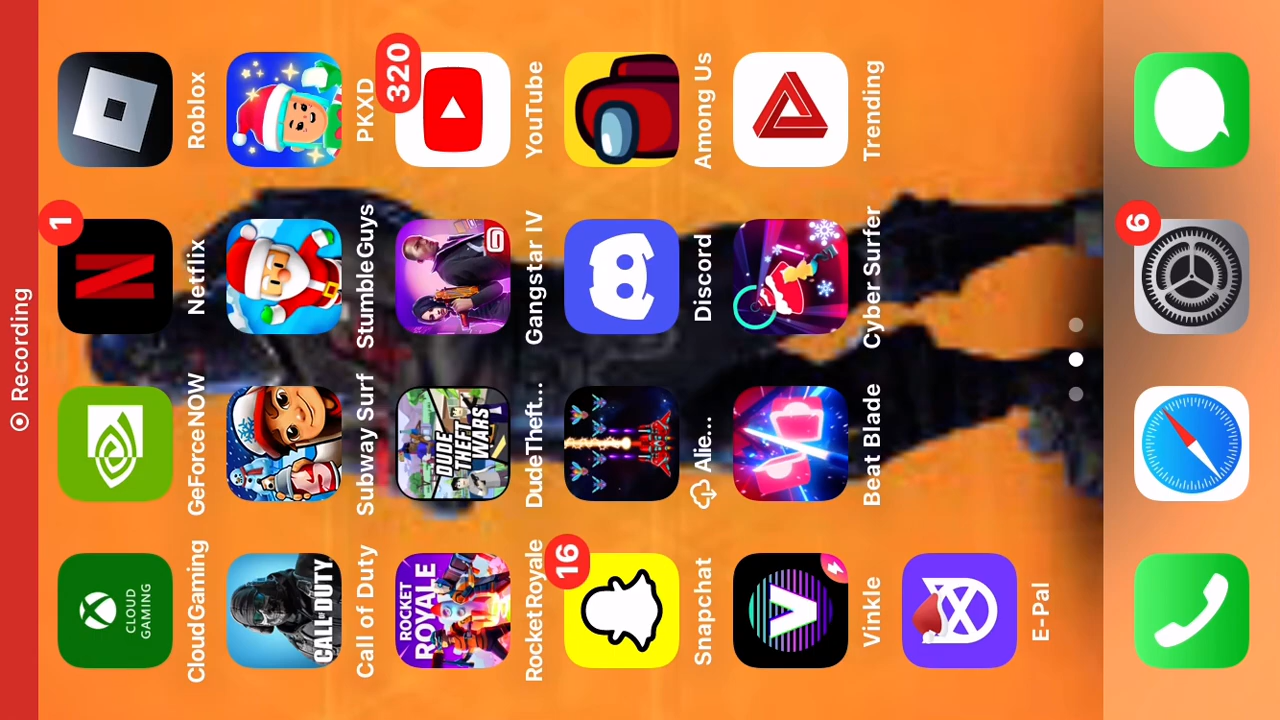 Recording
CLOUD
GAMING
1
CloudGaming GeForceNOW Netflix Roblox
CALL OF DUTY
Call of Duty Subway Surf StumbleGuys PKXD
ROCKET
ROYALE
DUDE
THEFT
WARS
320
RocketRoyale DudeTheft... Gangstar IV YouTube
16
Snapchat Alie... Discord Among Us
Vinkle Beat Blade Cyber Surfer Trending
E-Pal
6